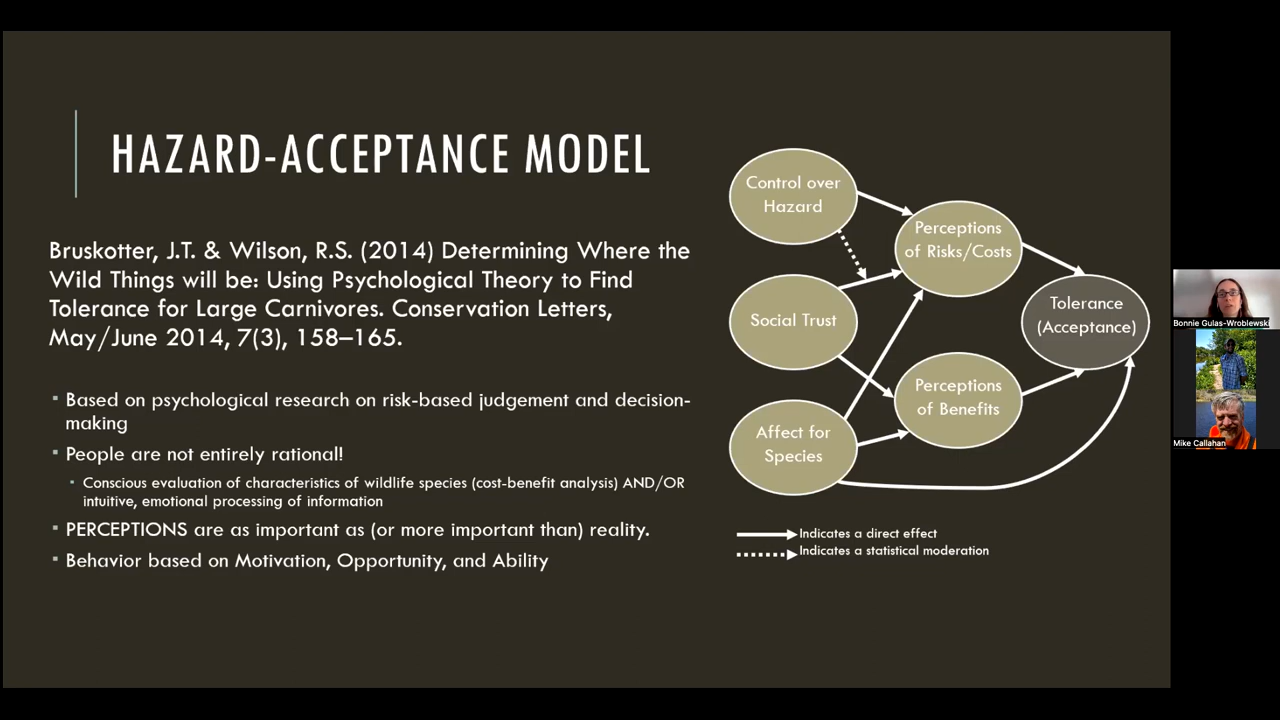 HAZARD-ACCEPTANCE MODEL
Bruskotter, J.T. & Wilson, R.S. (2014) Determining Where the
Wild Things will be: Using Psychological Theory to Find
Tolerance for Large Carnivores. Conservation Letters,
May/June 2014, 7(3), 158–165.
Based on psychological research on risk-based judgement and decision-
making
People are not entirely rational!
Conscious evaluation of characteristics of wildlife species (cost-benefit analysis) AND/OR
intuitive, emotional processing of information
PERCEPTIONS are as important as (or more important than) reality.
Behavior based on Motivation, Opportunity, and Ability
Control over
Hazard
Social Trust
Affect for
Species
Perceptions
of Risks/Costs
Perceptions
of Benefits
Tolerance
(Acceptance)
Indicates a direct effect
Indicates a statistical moderation
Bonnie Gulas-Wroblewski
Mike Callahan